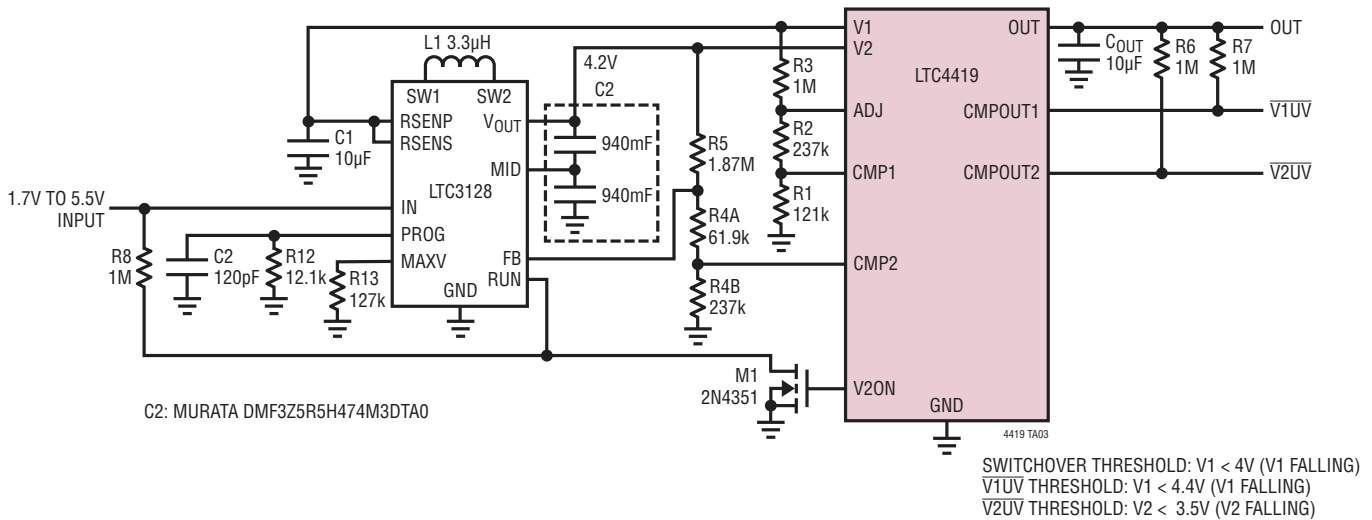 L1 3.3µH
SW1
SW2
RSENP
RSENS
VOUT
MID
LTC3128
IN
PROG
MAXV
FB
RUN
GND
C1
10µF
1.7V TO 5.5V
INPUT
R8
1M
C2
120pF
R12
12.1k
R13
127k
4.2V
C2
940mF
940mF
R5
1.87M
R4A
61.9k
R4B
237k
R3
1M
R2
237k
R1
121k
M1
2N4351
V1
V2
ADJ
CMP1
CMP2
V2ON
LTC4419
OUT
CMPOUT1
CMPOUT2
GND
COUT
10µF
R6
1M
R7
1M
OUT
V1UV
V2UV
C2: MURATA DMF3Z5R5H474M3DTA0
4419 TA03
SWITCHOVER THRESHOLD: V1 < 4V (V1 FALLING)
V1UV THRESHOLD: V1 < 4.4V (V1 FALLING)
V2UV THRESHOLD: V2 < 3.5V (V2 FALLING)